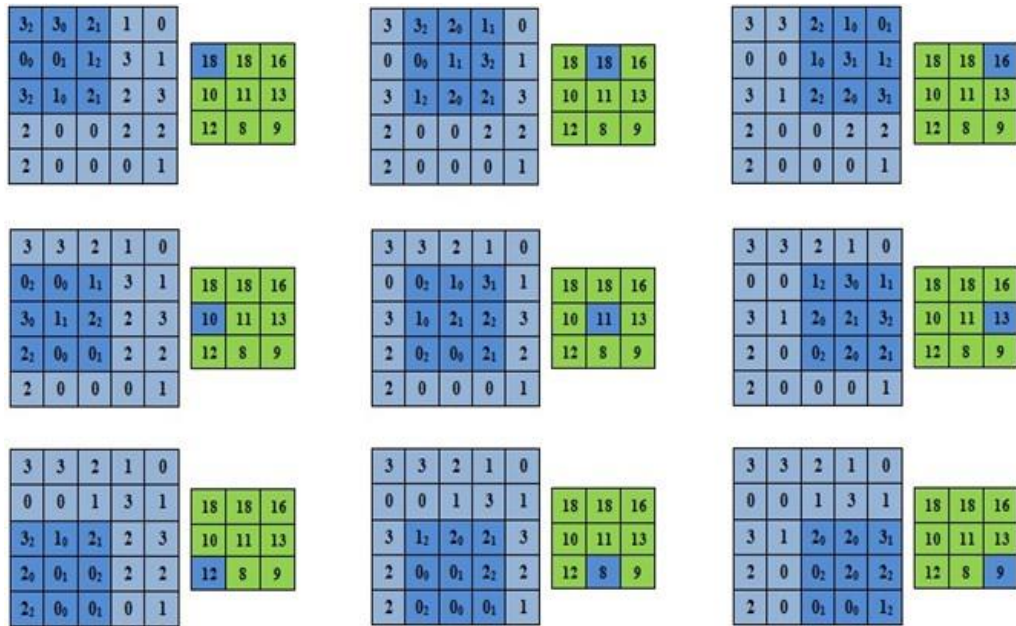 3₂ 3₀ 2₁ 1 0
0₀ 0₁ 1₂ 3 1
3₂ 1₀ 2₁ 2 3
2 0 0 2 2
2 0 0 0 1
18 18 16
10 11 13
12 8 9
3 3₂ 2₀ 1₁ 0
0 0₀ 1₁ 3₂ 1
3 1₂ 2₀ 2₁ 3
2 0 0 2 2
2 0 0 0 1
18 18 16
10 11 13
12 8 9
3 3 2₂ 1₀ 0₁
0 0 1₀ 3₁ 1₂
3 1 2₂ 2₀ 3₁
2 0 0 2 2
2 0 0 0 1
18 18 16
10 11 13
12 8 9
3 3 2 1 0
0₂ 0₀ 1₁ 3 1
3₀ 1₁ 2₂ 2 3
2₂ 0₀ 0₁ 2 2
2 0 0 0 1
18 18 16
10 11 13
12 8 9
3 3 2 1 0
0 0₂ 1₀ 3₁ 1
3 1₀ 2₁ 2₂ 3
2 0₂ 0₀ 2₁ 2
2 0 0 0 1
18 18 16
10 11 13
12 8 9
3 3 2 1 0
0 0 1₂ 3₀ 1₁
3 1 2₀ 2₁ 3₂
2 0 0₂ 2₀ 2₁
2 0 0 0 1
18 18 16
10 11 13
12 8 9
3 3 2 1 0
0 0 1 3 1
3₂ 1₀ 2₁ 2 3
2₀ 0₁ 0₂ 2 2
2₂ 0₀ 0₁ 0 1
18 18 16
10 11 13
12 8 9
3 3 2 1 0
0 0 1 3 1
3 1₂ 2₀ 2₁ 3
2 0₀ 0₁ 2₂ 2
2 0₂ 0₀ 0₁ 1
18 18 16
10 11 13
12 8 9
3 3 2 1 0
0 0 1 3 1
3 1 2₀ 2₀ 3₁
2 0 0₂ 2₀ 2₂
2 0 0₁ 0₀ 1₂
18 18 16
10 11 13
12 8 9